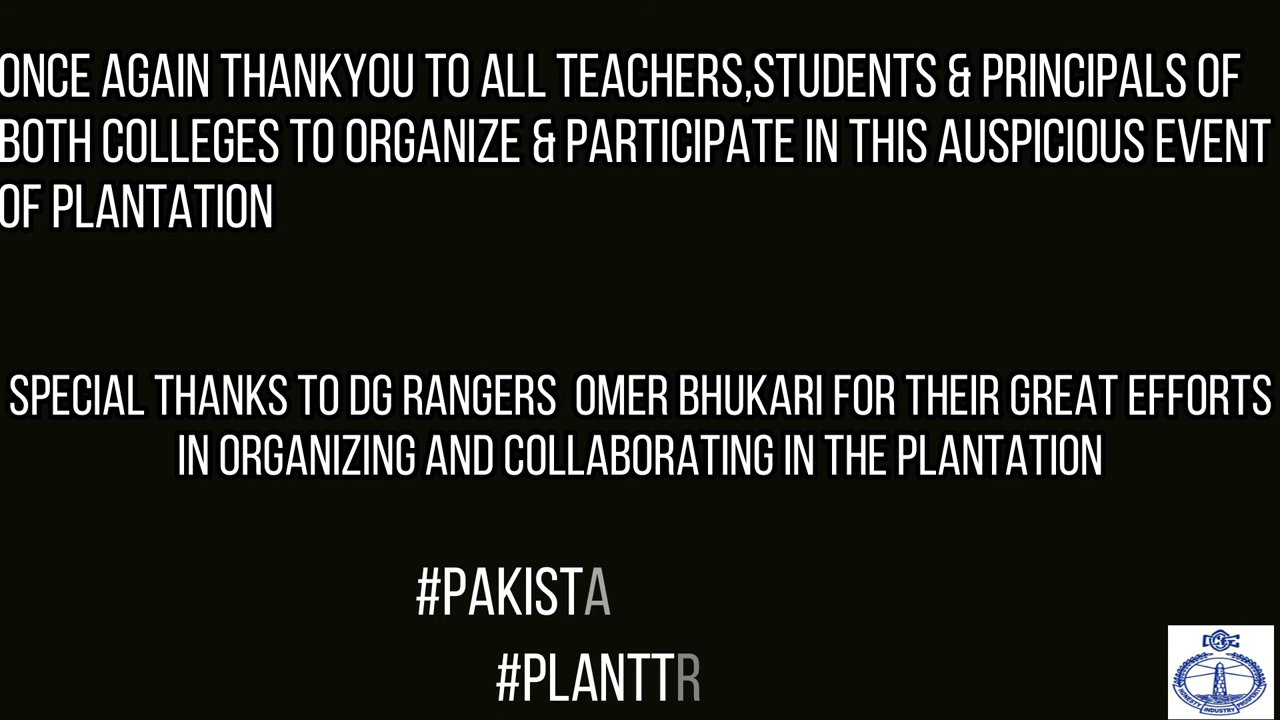 ONCE AGAIN THANKYOU TO ALL TEACHERS,STUDENTS & PRINCIPALS OF
BOTH COLLEGES TO ORGANIZE & PARTICIPATE IN THIS AUSPICIOUS EVENT
OF PLANTATION
SPECIAL THANKS TO DG RANGERS OMER BHUKARI FOR THEIR GREAT EFFORTS
IN ORGANIZING AND COLLABORATING IN THE PLANTATION
#PAKISTA
#PLANTTR
INDUSTRY